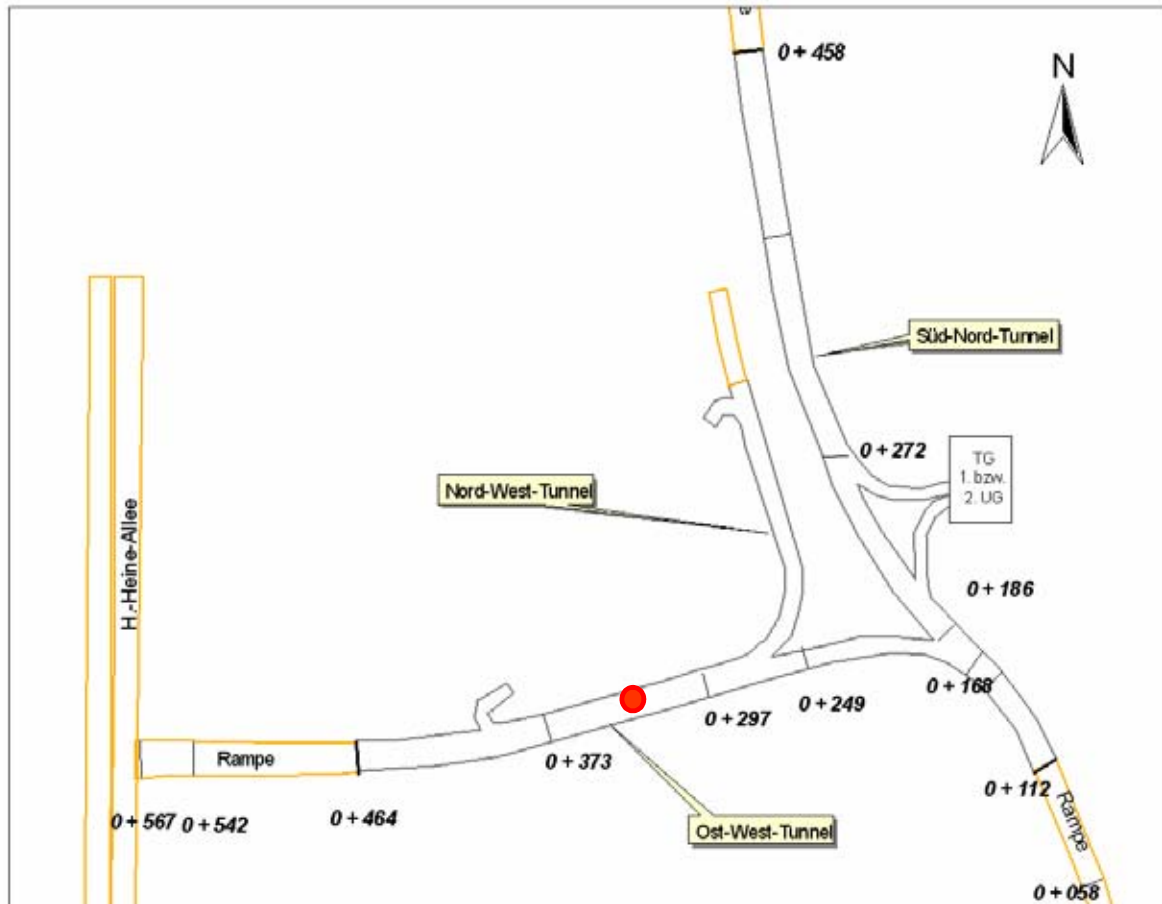 0 + 458
N
Süd-Nord-Tunnel
0 + 272
TG
1. bzw.
2. UG
Nord-West-Tunnel
H.-Heine-Allee
0 + 186
0 + 168
0 + 249
0 + 297
0 + 373
Rampe
0 + 112
Rampe
0 + 567
0 + 542
0 + 464
Ost-West-Tunnel
0 + 058